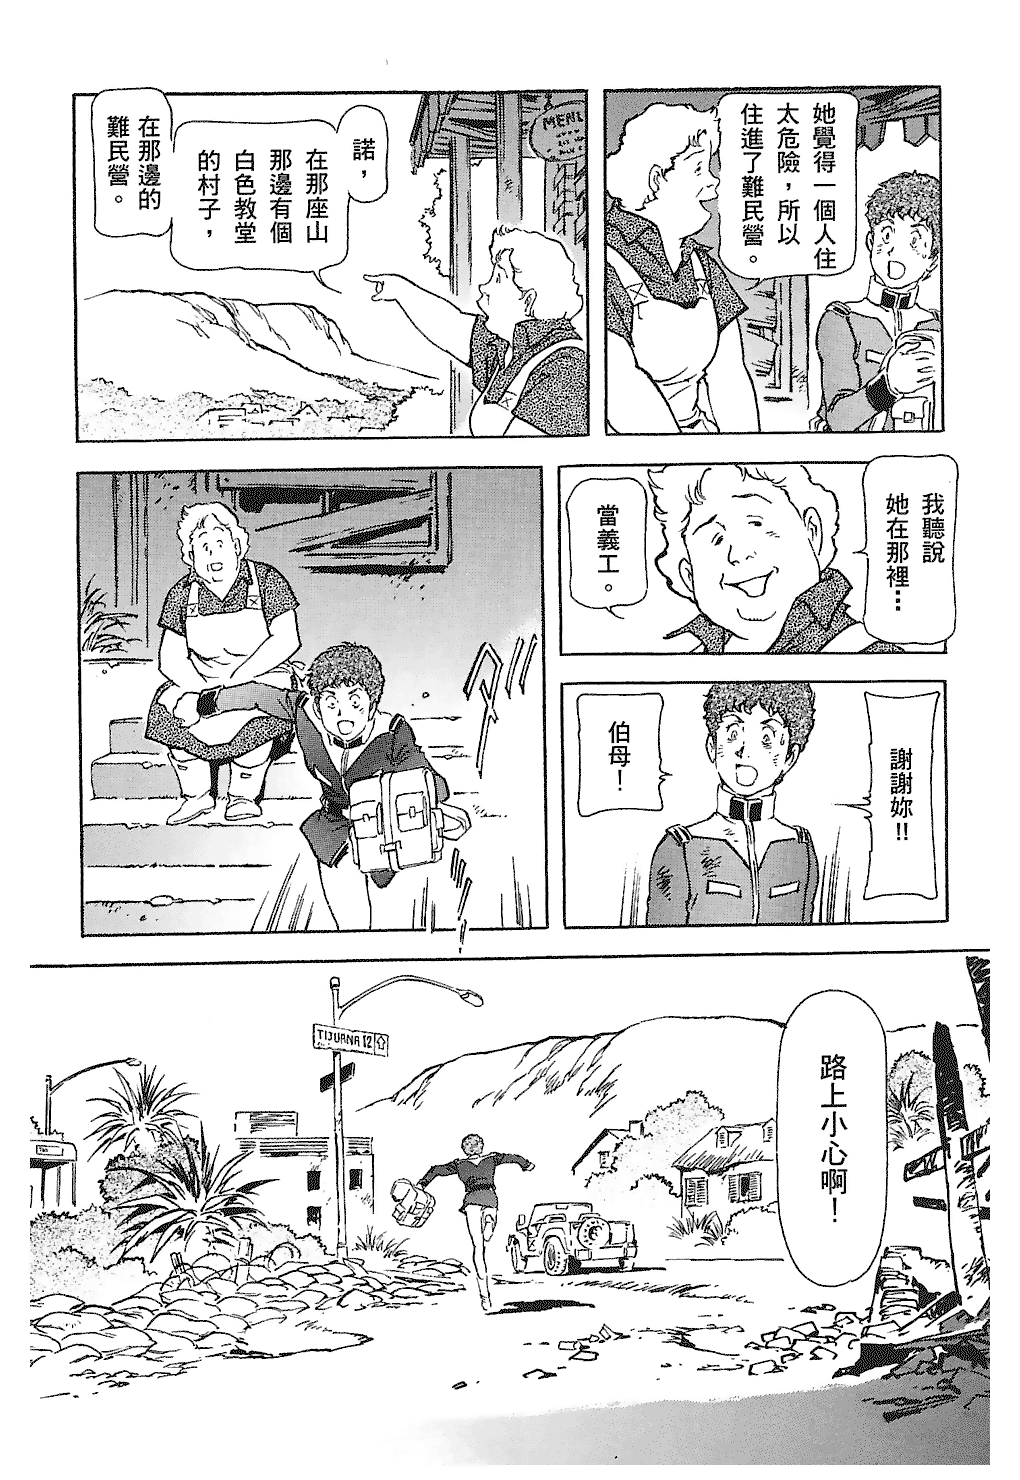 她覺得一個人住
太危險，所以
住進了難民營。
MENU
諾，
在那座山
那邊有個
白色教堂
的村子，
在那邊的
難民營。
我聽說
她在那裡…
當義工。
謝謝妳!!
伯母！
TIJUANA 12
路上小心啊！